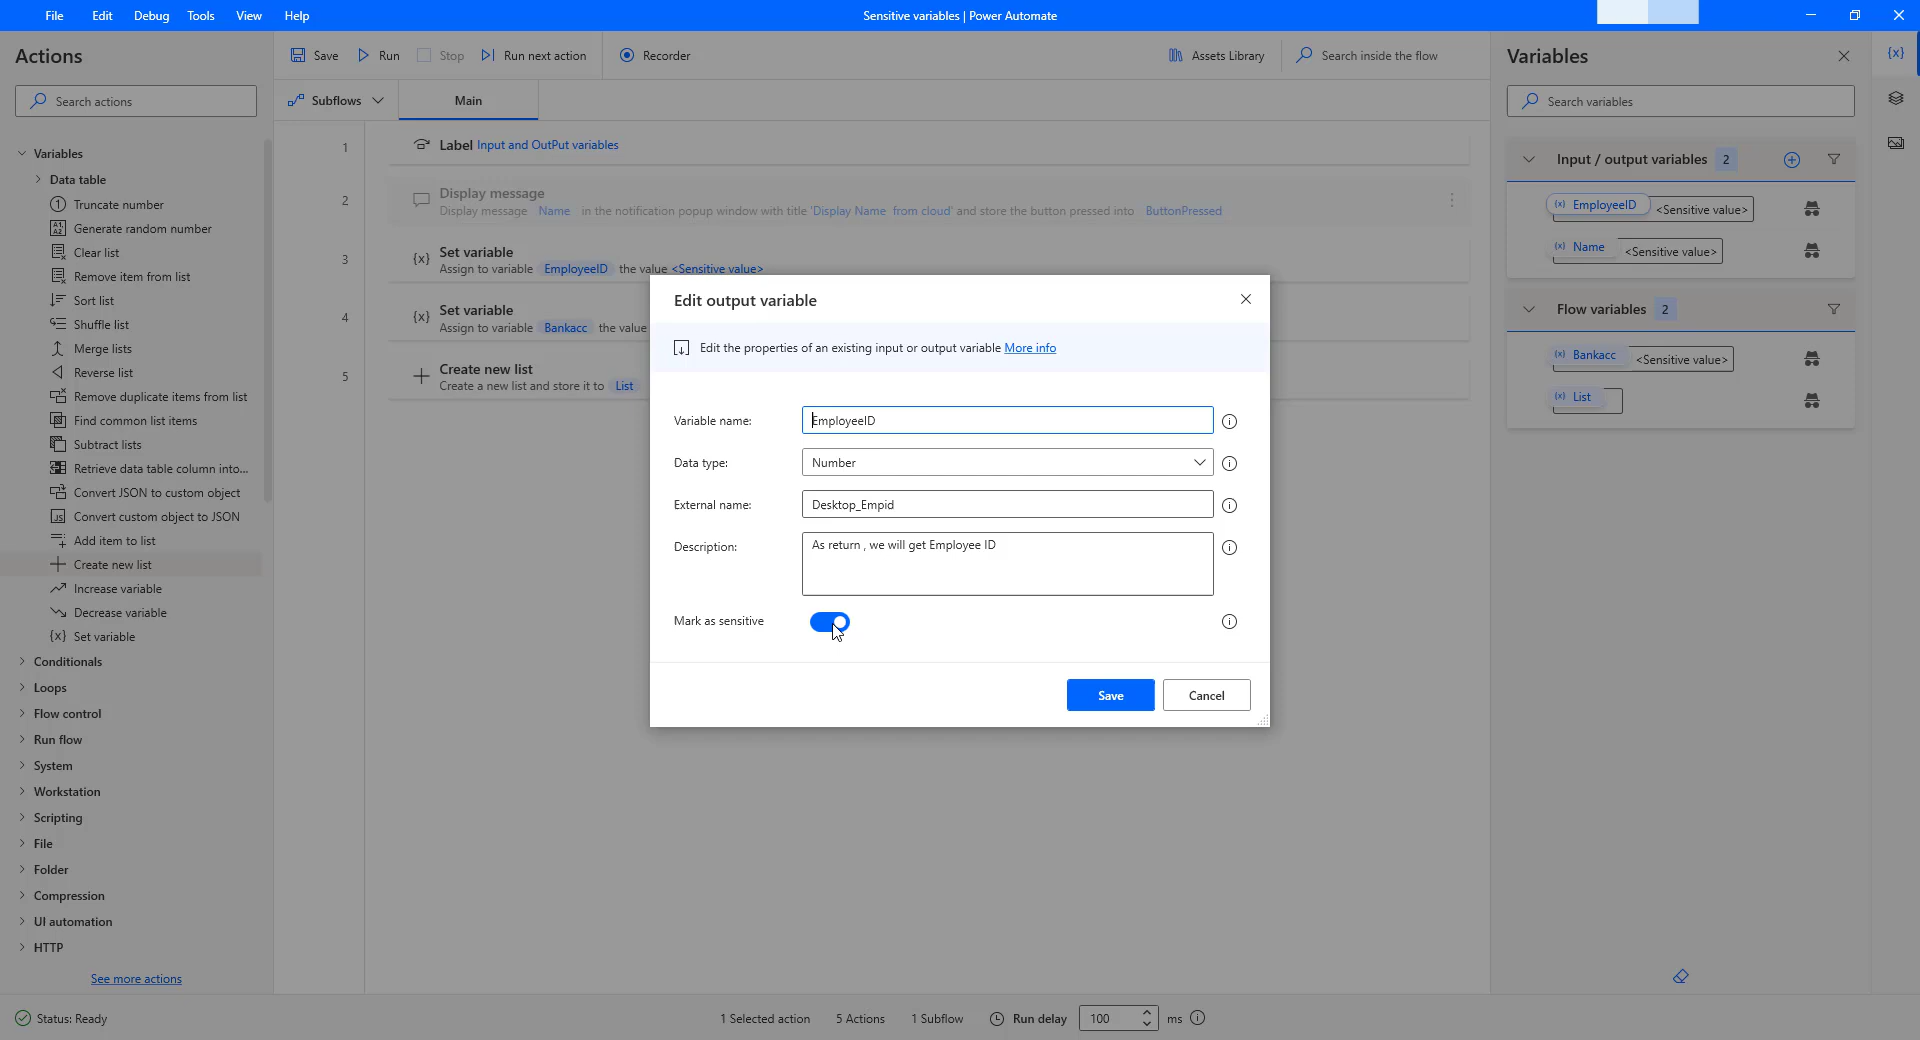 File Edit Debug Tools View Help
Sensitive variables | Power Automate
Actions
Search actions
Variables
Data table
Truncate number
Generate random number
Clear list
Remove item from list
Sort list
Shuffle list
Merge lists
Reverse list
Remove duplicate items from list
Find common list items
Subtract lists
Retrieve data table column into...
Convert JSON to custom object
Convert custom object to JSON
Add item to list
Create new list
Increase variable
Decrease variable
Set variable
Conditionals
Loops
Flow control
Run flow
System
Workstation
Scripting
File
Folder
Compression
UI automation
HTTP
See more actions
Save Run Stop Run next action Recorder Assets Library Search inside the flow
Subflows Main
1 Label Input and OutPut variables
2 Display message
Display message Name in the notification popup window with title 'Display Name from cloud' and store the button pressed into ButtonPressed
3 Set variable
Assign to variable EmployeeID the value <Sensitive value>
4 Set variable
Assign to variable Bankacc the value
5 Create new list
Create a new list and store it to List
Edit output variable
Edit the properties of an existing input or output variable More info
Variable name: EmployeeID
Data type: Number
External name: Desktop_Empid
Description: As return , we will get Employee ID
Mark as sensitive
Save Cancel
Variables
Search variables
Input / output variables 2
{x} EmployeeID <Sensitive value>
{x} Name <Sensitive value>
Flow variables 2
{x} Bankacc <Sensitive value>
{x} List
Status: Ready 1 Selected action 5 Actions 1 Subflow Run delay 100 ms